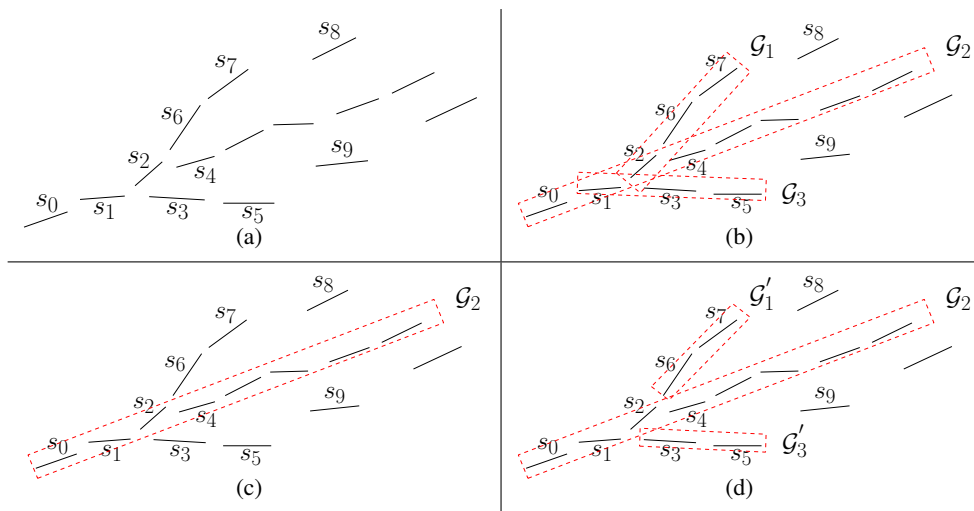 s₈
s₇
s₆
s₂
s₄
s₉
s₀
s₁
s₃
s₅
(a)
s₈
𝒢₁
𝒢₂
s₇
s₆
s₂
s₄
s₉
s₀
s₁
s₃
s₅
𝒢₃
(b)
s₈
𝒢₂
s₇
s₆
s₂
s₄
s₉
s₀
s₁
s₃
s₅
(c)
s₈
𝒢₁′
𝒢₂
s₇
s₆
s₂
s₄
s₉
s₀
s₁
s₃
s₅
𝒢₃′
(d)